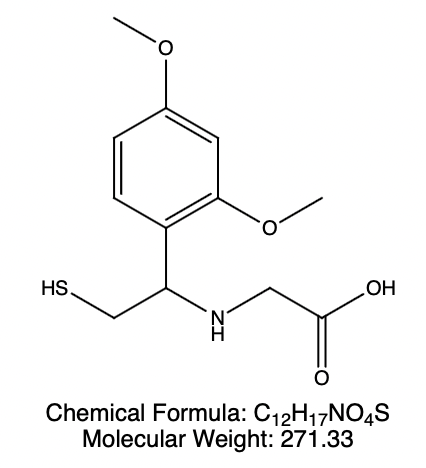 O
O
HS
N
H
OH
O
Chemical Formula: C₁₂H₁₇NO₄S
Molecular Weight: 271.33